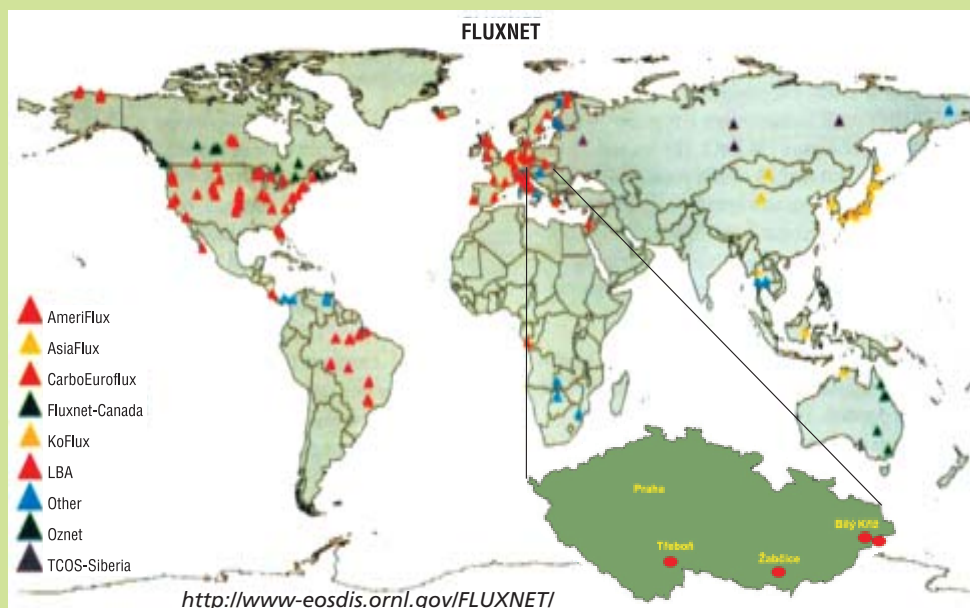 FLUXNET
AmeriFlux
AsiaFlux
CarboEuroflux
Fluxnet-Canada
KoFlux
LBA
Other
Oznet
TCOS-Siberia
Praha
Bílý Kříž
Třeboň
Žabčice
http://www-eosdis.ornl.gov/FLUXNET/